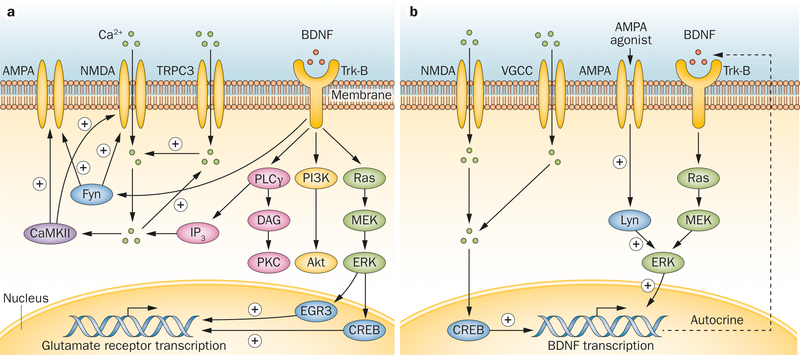 a
Ca²⁺
BDNF
AMPA
NMDA
TRPC3
Trk-B
Membrane
+
+
+
+
+
Fyn
PLCγ
PI3K
Ras
CaMKII
IP₃
DAG
MEK
PKC
Akt
ERK
Nucleus
+
EGR3
+
CREB
Glutamate receptor transcription
b
AMPA
agonist
BDNF
NMDA
VGCC
AMPA
Trk-B
+
Ras
Lyn
MEK
+
ERK
+
CREB
+
Autocrine
BDNF transcription